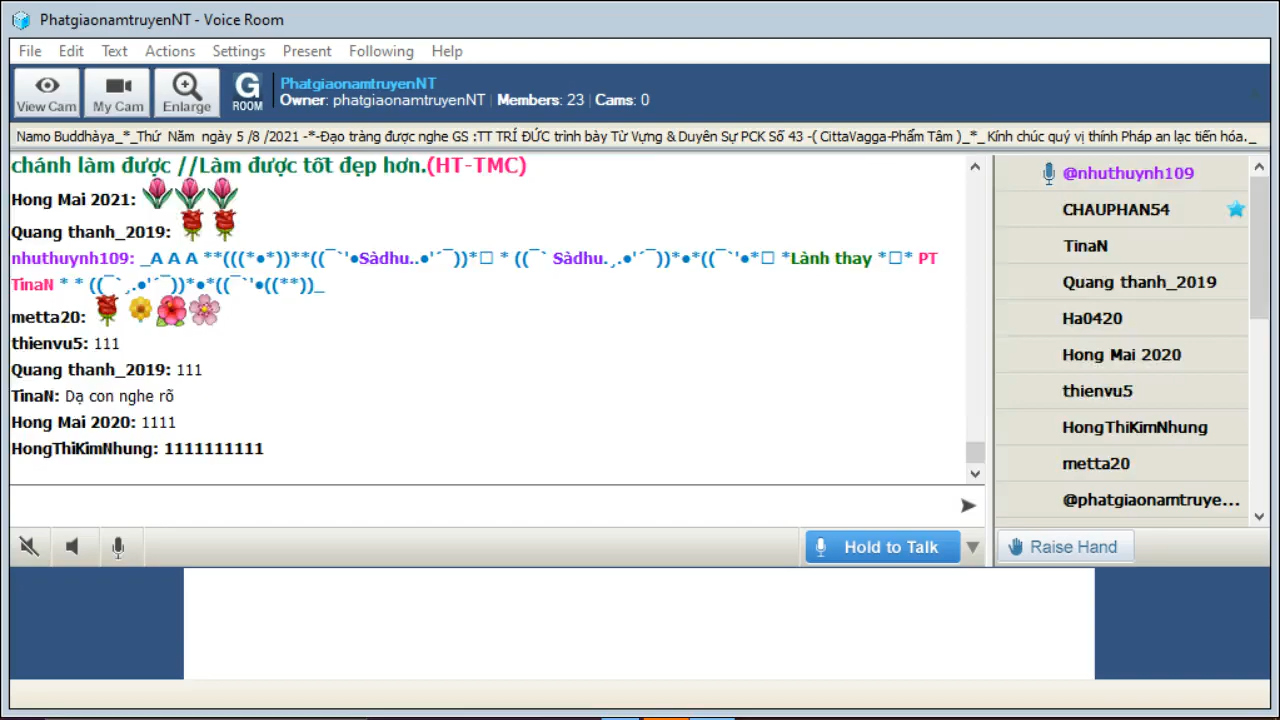 PhatgiaonamtruyenNT - Voice Room
File Edit Text Actions Settings Present Following Help
View Cam My Cam Enlarge G ROOM
PhatgiaonamtruyenNT
Owner: phatgiaonamtruyenNT | Members: 23 | Cams: 0
Namo Buddhàya_*_Thứ Năm ngày 5 /8 /2021 -*-Đạo tràng được nghe GS :TT TRÍ ĐỨC trình bày Từ Vựng & Duyên Sự PCK Số 43 -( CittaVagga-Phẩm Tâm )_*_Kính chúc quý vị thính Pháp an lạc tiến hóa._
chánh làm được //Làm được tốt đẹp hơn.(HT-TMC)
Hong Mai 2021:
Quang thanh_2019:
nhuthuynh109: _A A A **(((*●*))**((¯`'●Sàdhu..●'´¯))*□ * ((¯` Sàdhu.¸.●'´¯))*●*((¯`'●*□ *Lành thay *□* PT
TinaN * * ((¯`¸.●'´¯))*●*((¯`'●((**))_
metta20:
thienvu5: 111
Quang thanh_2019: 111
TinaN: Dạ con nghe rõ
Hong Mai 2020: 1111
HongThiKimNhung: 1111111111
@nhuthuynh109
CHAUPHAN54
TinaN
Quang thanh_2019
Ha0420
Hong Mai 2020
thienvu5
HongThiKimNhung
metta20
@phatgiaonamtruye...
Hold to Talk
Raise Hand